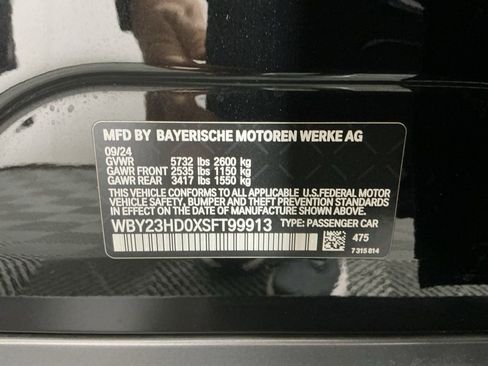 MFD BY BAYERISCHE MOTOREN WERKE AG
09/24
GVWR 5732 lbs 2600 kg
GAWR FRONT 2535 lbs 1150 kg
GAWR REAR 3417 lbs 1550 kg
THIS VEHICLE CONFORMS TO ALL APPLICABLE U.S.FEDERAL MOTOR
VEHICLE SAFETY, BUMPER, AND THEFT PREVENTION STANDARDS
IN EFFECT ON THE DATE OF MANUFACTURE SHOWN ABOVE.
WBY23HD0XSFT99913 TYPE: PASSENGER CAR
475
7 315 814